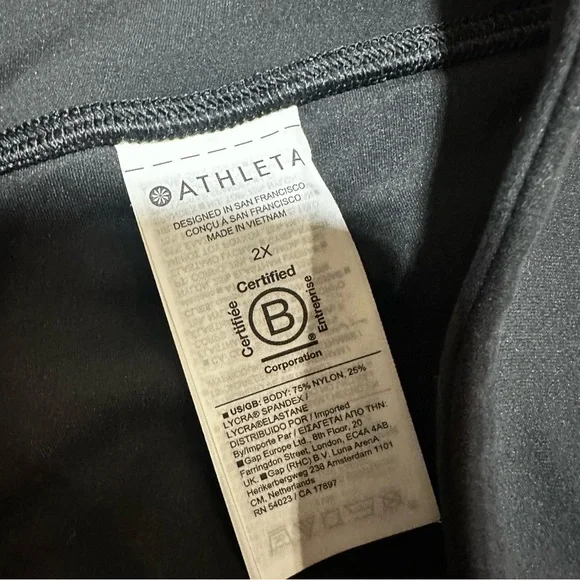 ATHLETA
DESIGNED IN SAN FRANCISCO
CONÇU À SAN FRANCISCO
MADE IN VIETNAM
2X
Certified
Certifiée
B
Entreprise
®
Corporation
■ US/GB: BODY: 75% NYLON, 25%
LYCRA® SPANDEX /
LYCRA®ELASTANE
DISTRIBUIDO POR / Imported
By/Importe Par / ΕΙΣΑΓΕΤΑΙ ΑΠΟ ΤΗΝ:
■Gap Europe Ltd., 8th Floor, 20
Farringdon Street, London, EC4A 4AB,
UK. ■Gap (RHC) B.V. Luna ArenA,
Herikerbergweg 238 Amsterdam 1101
CM, Netherlands
RN 54023 / CA 17897